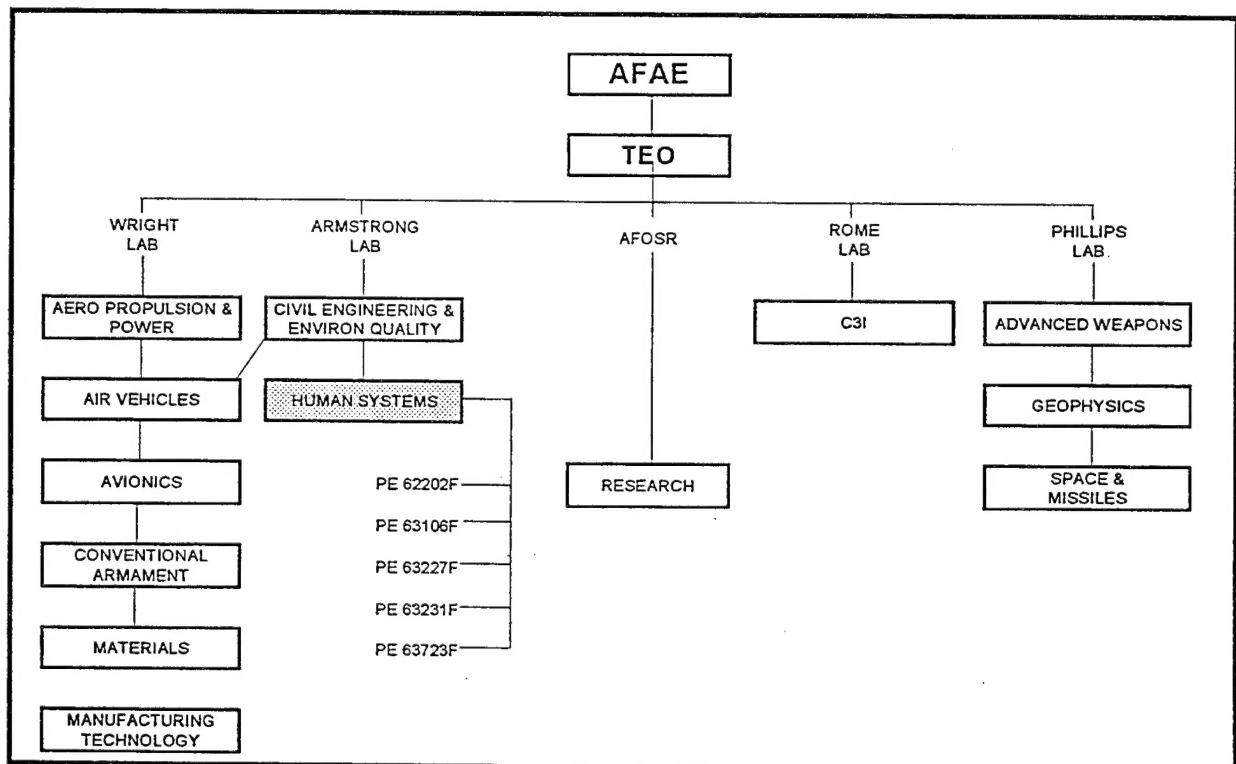 AFAE
TEO
WRIGHT
LAB
ARMSTRONG
LAB
AFOSR
ROME
LAB
PHILLIPS
LAB.
AERO PROPULSION &
POWER
AIR VEHICLES
AVIONICS
CONVENTIONAL
ARMAMENT
MATERIALS
MANUFACTURING
TECHNOLOGY
CIVIL ENGINEERING &
ENVIRON QUALITY
HUMAN SYSTEMS
PE 62202F
PE 63106F
PE 63227F
PE 63231F
PE 63723F
RESEARCH
C3I
ADVANCED WEAPONS
GEOPHYSICS
SPACE &
MISSILES